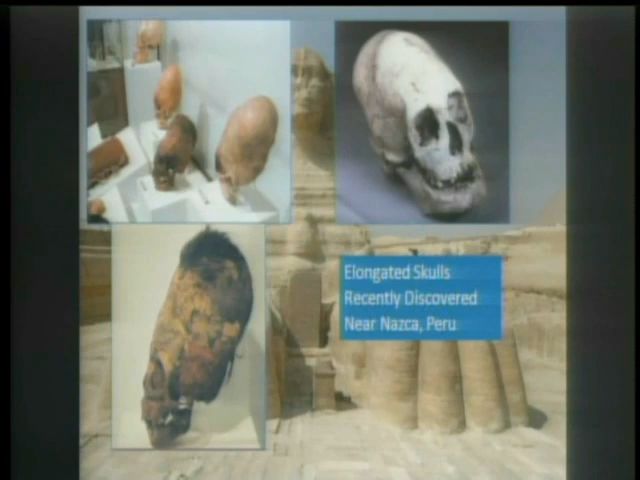 Elongated Skulls
Recently Discovered
Near Nazca, Peru